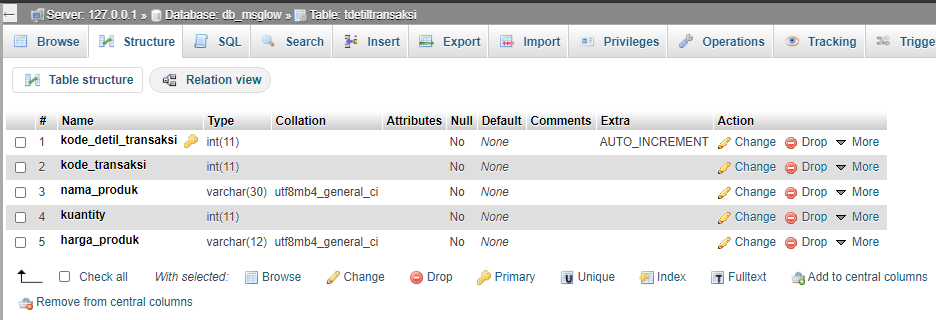 Server: 127.0.0.1 » Database: db_msglow » Table: tdetiltransaksi
Browse Structure SQL Search Insert Export Import Privileges Operations Tracking Trigge
Table structure Relation view
# Name Type Collation Attributes Null Default Comments Extra Action
1 kode_detil_transaksi int(11) No None AUTO_INCREMENT Change Drop More
2 kode_transaksi int(11) No None Change Drop More
3 nama_produk varchar(30) utf8mb4_general_ci No None Change Drop More
4 kuantity int(11) No None Change Drop More
5 harga_produk varchar(12) utf8mb4_general_ci No None Change Drop More
Check all With selected: Browse Change Drop Primary Unique Index Fulltext Add to central columns
Remove from central columns